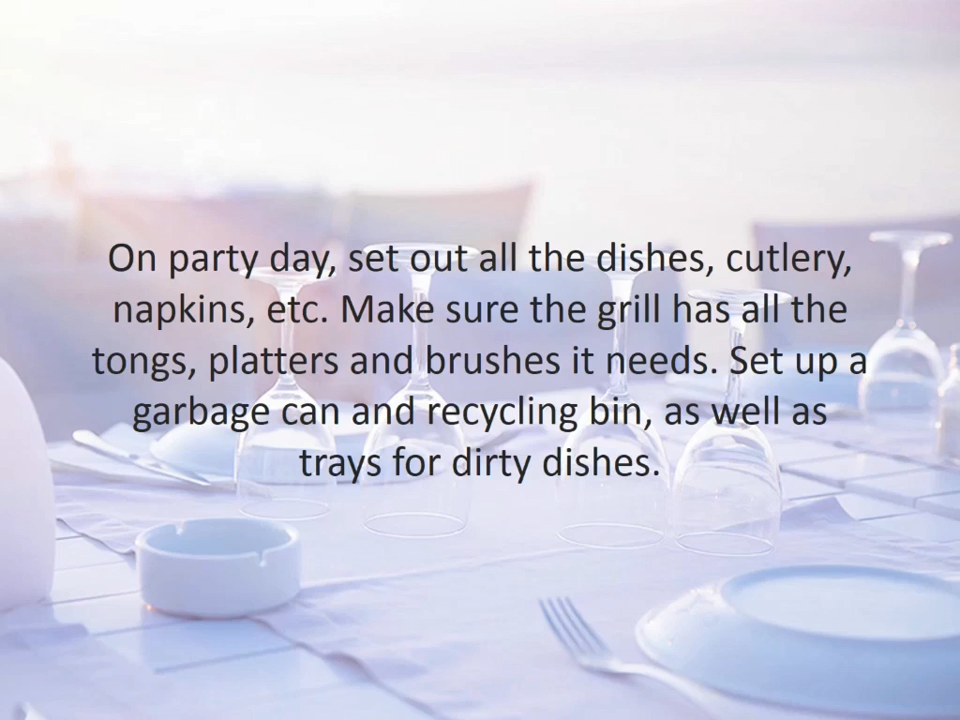 On party day, set out all the dishes, cutlery,
napkins, etc. Make sure the grill has all the
tongs, platters and brushes it needs. Set up a
garbage can and recycling bin, as well as
trays for dirty dishes.